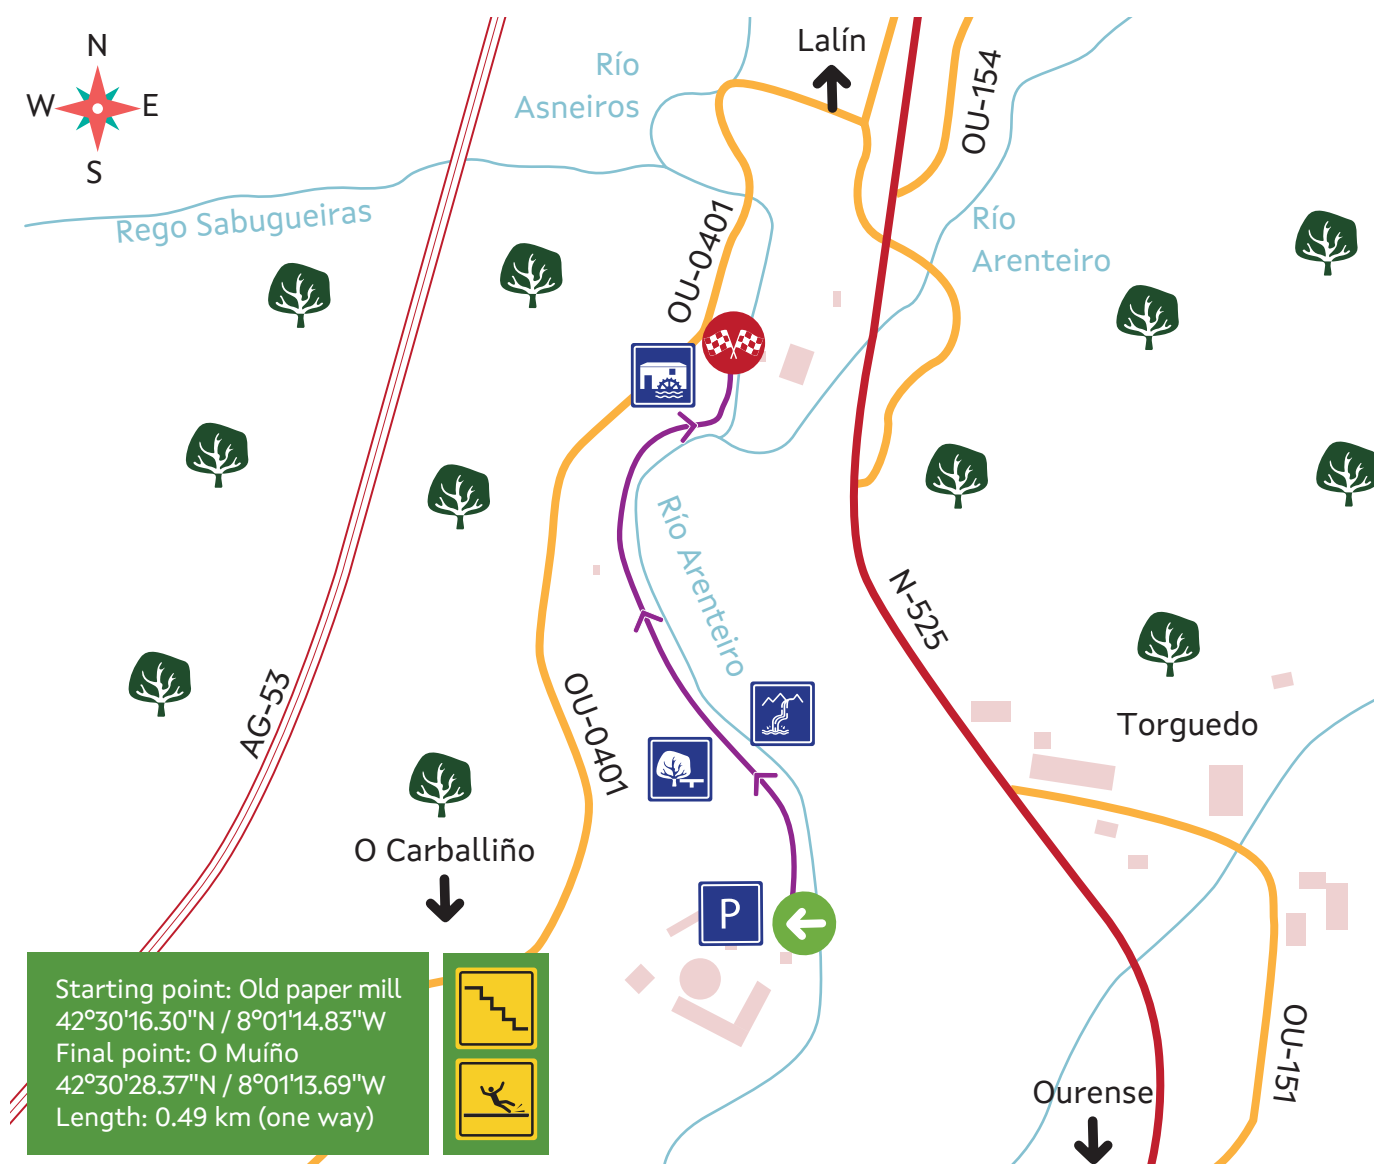 N
W
E
S
Lalín
Río
Asneiros
OU-154
Rego Sabugueiras
OU-0401
Río
Arenteiro
Río Arenteiro
N-525
AG-53
OU-0401
Torguedo
O Carballiño
P
Starting point: Old paper mill
42°30'16.30"N / 8°01'14.83"W
Final point: O Muíño
42°30'28.37"N / 8°01'13.69"W
Length: 0.49 km (one way)
OU-151
Ourense